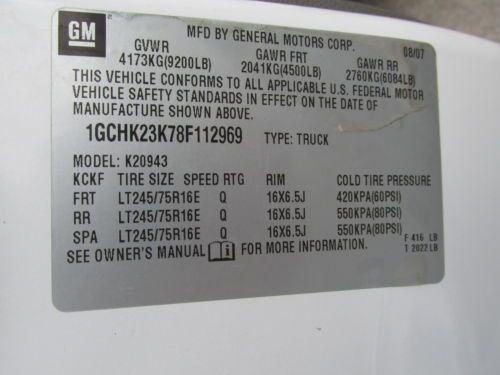 GM
MFD BY GENERAL MOTORS CORP.
08/07
GVWR GAWR FRT GAWR RR
4173KG(9200LB) 2041KG(4500LB) 2760KG(6084LB)
THIS VEHICLE CONFORMS TO ALL APPLICABLE U.S. FEDERAL MOTOR
VEHICLE SAFETY STANDARDS IN EFFECT ON THE DATE OF
MANUFACTURE SHOWN ABOVE.
1GCHK23K78F112969 TYPE: TRUCK
MODEL: K20943
KCKF TIRE SIZE SPEED RTG RIM COLD TIRE PRESSURE
FRT LT245/75R16E Q 16X6.5J 420KPA(60PSI)
RR LT245/75R16E Q 16X6.5J 550KPA(80PSI)
SPA LT245/75R16E Q 16X6.5J 550KPA(80PSI)
SEE OWNER'S MANUAL FOR MORE INFORMATION.
F 416 LB
T 2022 LB